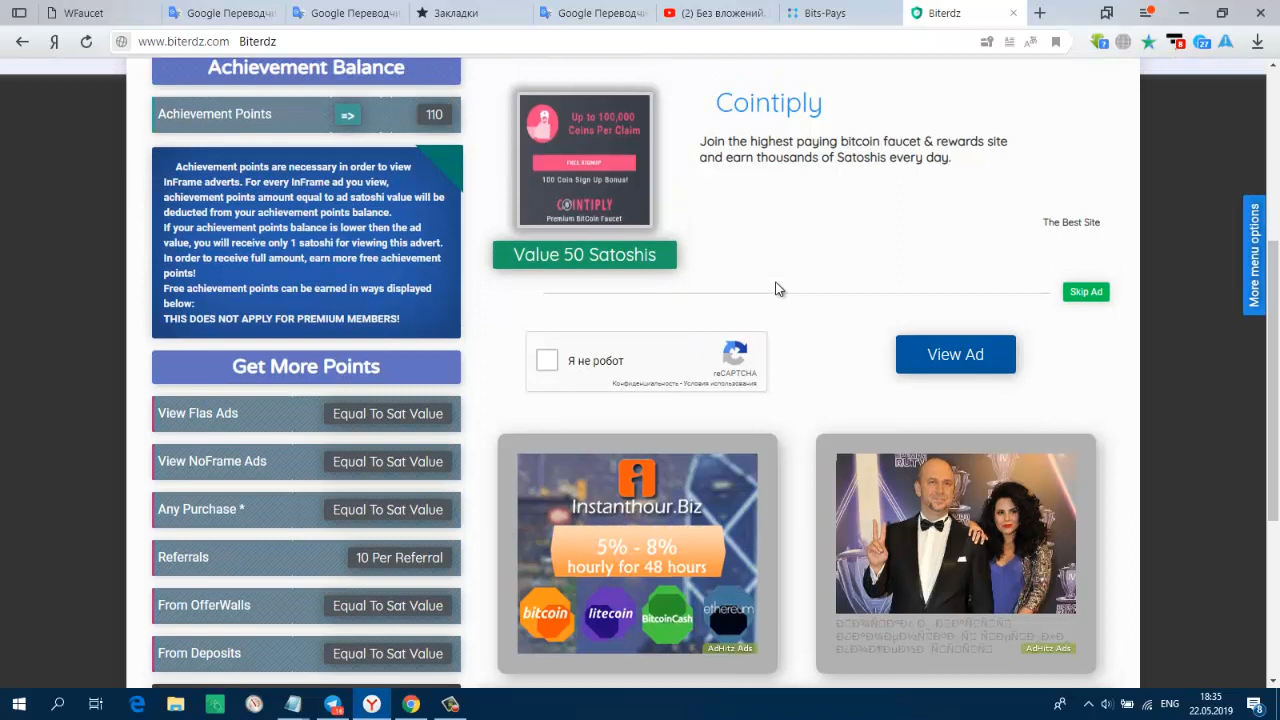 WFaucet
Google Переводч
Google Переводч
Закладки
Google Переводч
(2) Без вложений.
Bits-Pays
Biterdz
www.biterdz.com Biterdz
7
8
27
Achievement Balance
Achievement Points => 110
Achievement points are necessary in order to view
InFrame adverts. For every InFrame ad you view,
achievement points amount equal to ad satoshi value will be
deducted from your achievement points balance.
If your achievement points balance is lower then the ad
value, you will receive only 1 satoshi for viewing this advert.
In order to receive full amount, earn more free achievement
points!
Free achievement points can be earned in ways displayed
below:
THIS DOES NOT APPLY FOR PREMIUM MEMBERS!
Get More Points
View Flas Ads Equal To Sat Value
View NoFrame Ads Equal To Sat Value
Any Purchase * Equal To Sat Value
Referrals 10 Per Referral
From OfferWalls Equal To Sat Value
From Deposits Equal To Sat Value
Up to 100,000
Coins Per Claim
FREE SIGNUP
100 Coin Sign Up Bonus!
COINTIPLY
Premium BitCoin Faucet
Value 50 Satoshis
Cointiply
Join the highest paying bitcoin faucet & rewards site
and earn thousands of Satoshis every day.
The Best Site
Skip Ad
Я не робот
reCAPTCHA
Конфиденциальность - Условия использования
View Ad
Instanthour.Biz
5% - 8%
hourly for 48 hours
bitcoin
litecoin
BitcoinCash
ethereum
AdHitz Ads
AdHitz Ads
More menu options
16
ENG
18:35
22.05.2019
8